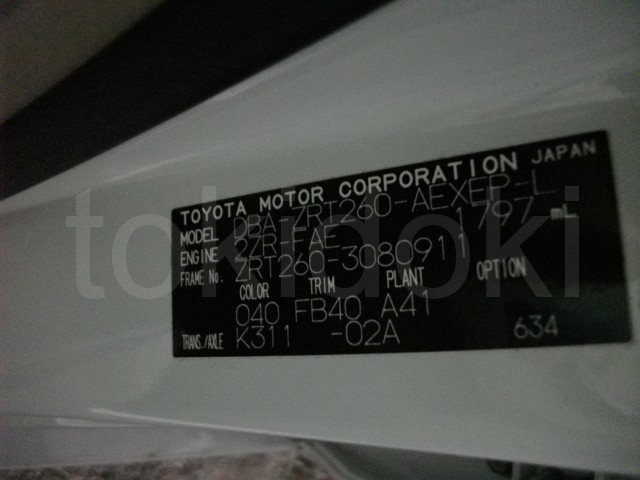 TOYOTA MOTOR CORPORATION JAPAN
MODEL DBA-ZRT260-AEXEP-L
ENGINE 2ZR-FAE 1797 mL
FRAME No. ZRT260-3080911
COLOR TRIM PLANT OPTION
040 FB40 A41
TRANS./AXLE K311 -02A 634
tokidoki